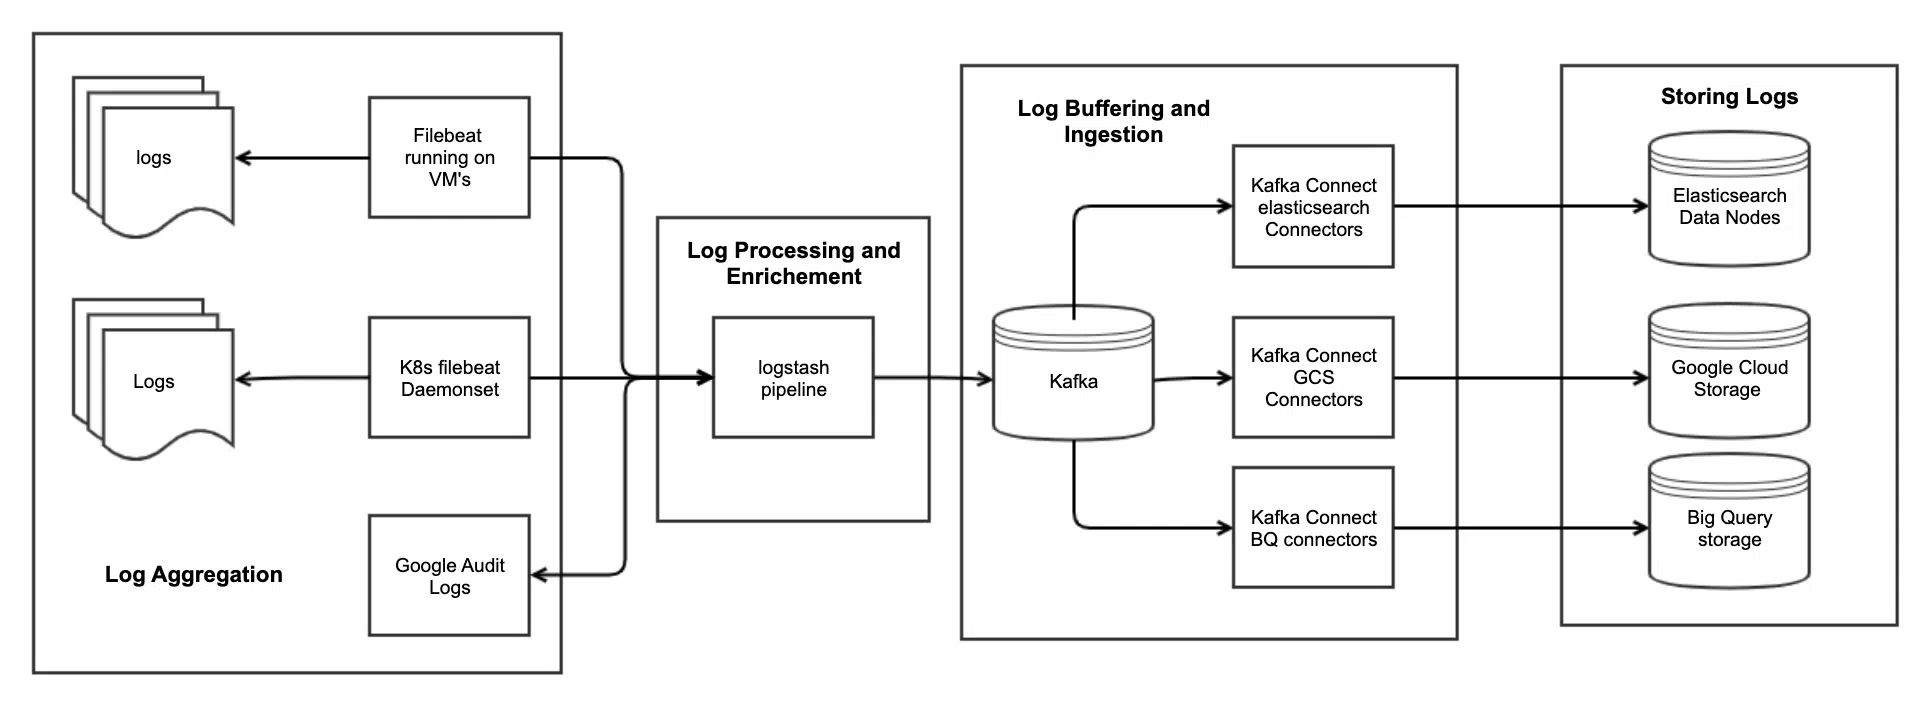 logs
Filebeat
running on
VM's
Logs
K8s filebeat
Daemonset
Log Aggregation
Google Audit
Logs
Log Processing and
Enrichement
logstash
pipeline
Log Buffering and
Ingestion
Kafka
Kafka Connect
elasticsearch
Connectors
Kafka Connect
GCS
Connectors
Kafka Connect
BQ connectors
Storing Logs
Elasticsearch
Data Nodes
Google Cloud
Storage
Big Query
storage